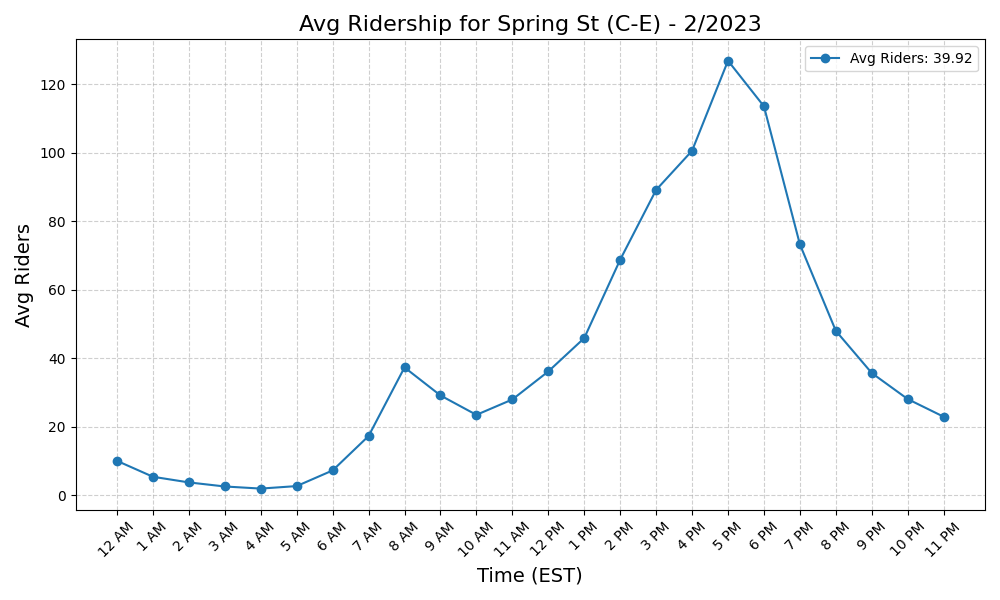 Avg Ridership for Spring St (C-E) - 2/2023
Avg Riders: 39.92
Avg Riders
120
100
80
60
40
20
0
12 AM
1 AM
2 AM
3 AM
4 AM
5 AM
6 AM
7 AM
8 AM
9 AM
10 AM
11 AM
12 PM
1 PM
2 PM
3 PM
4 PM
5 PM
6 PM
7 PM
8 PM
9 PM
10 PM
11 PM
Time (EST)